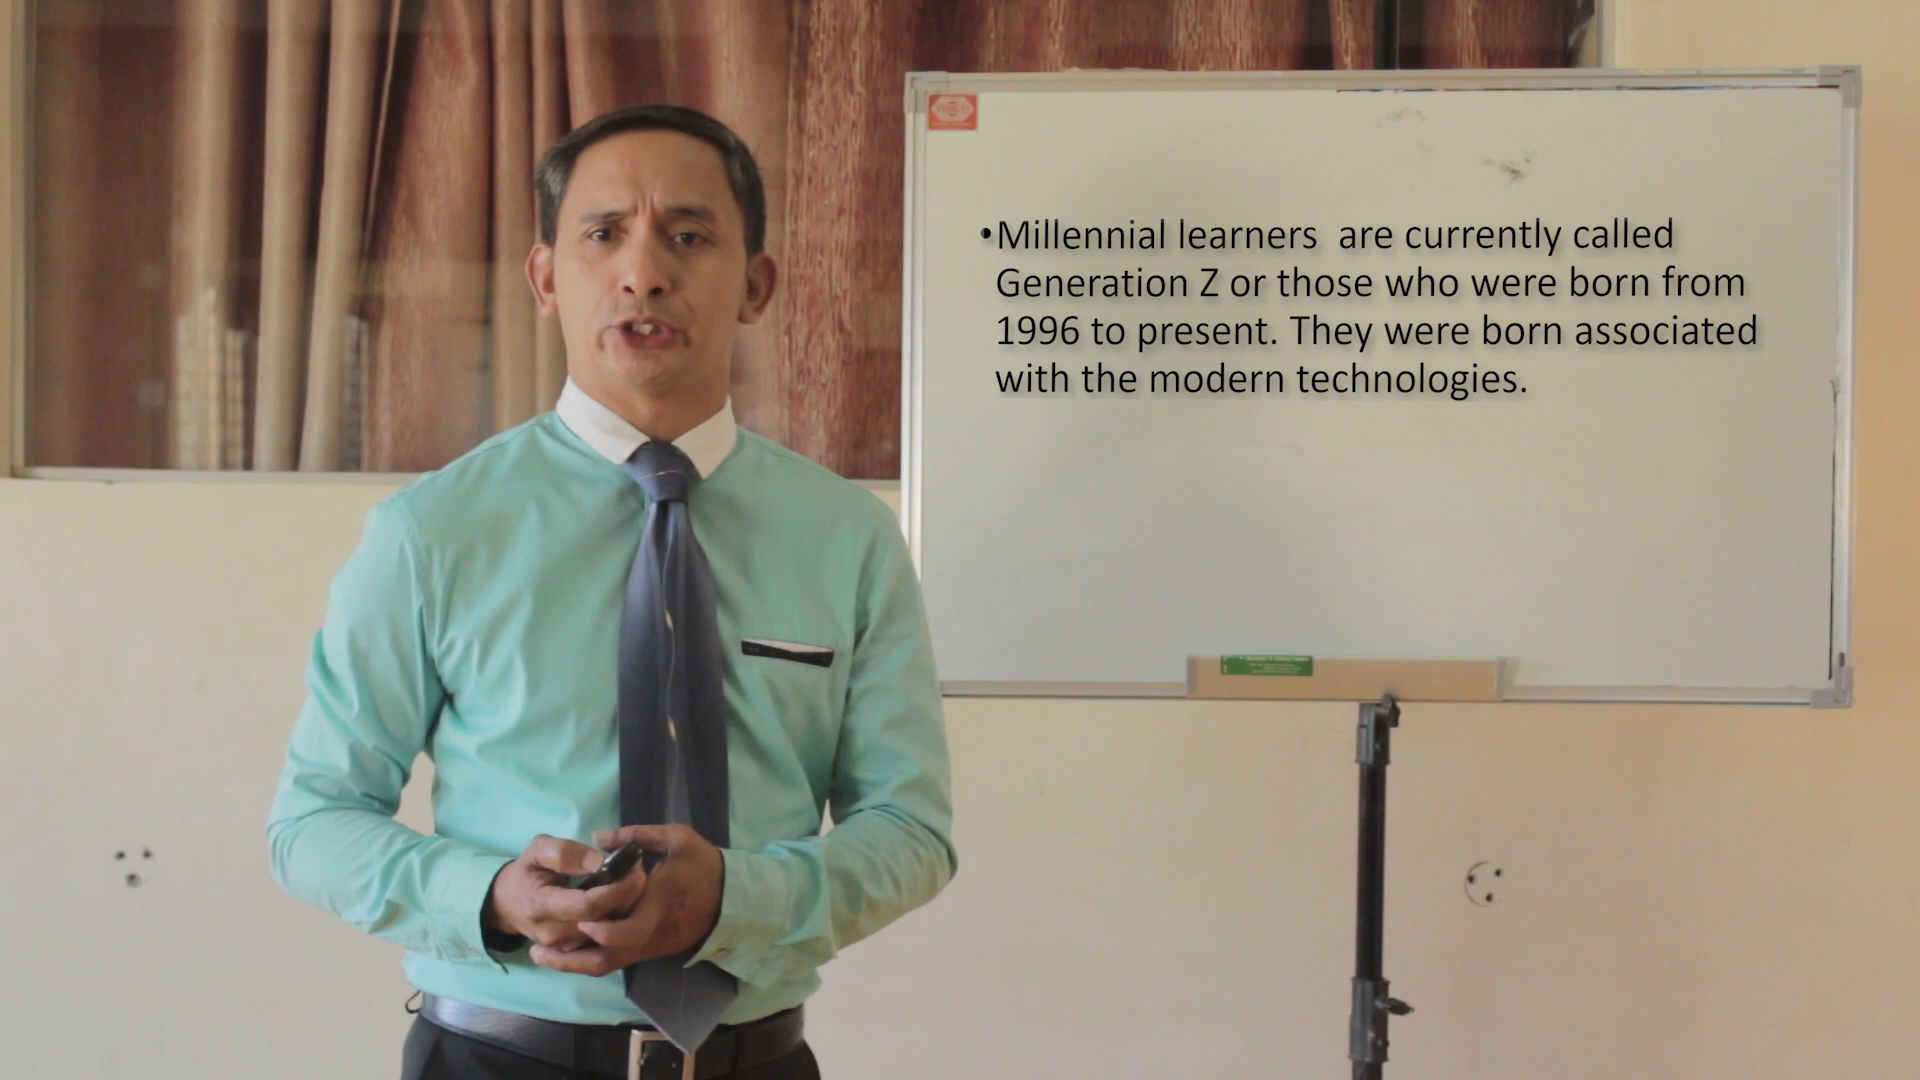 •Millennial learners are currently called
Generation Z or those who were born from
1996 to present. They were born associated
with the modern technologies.